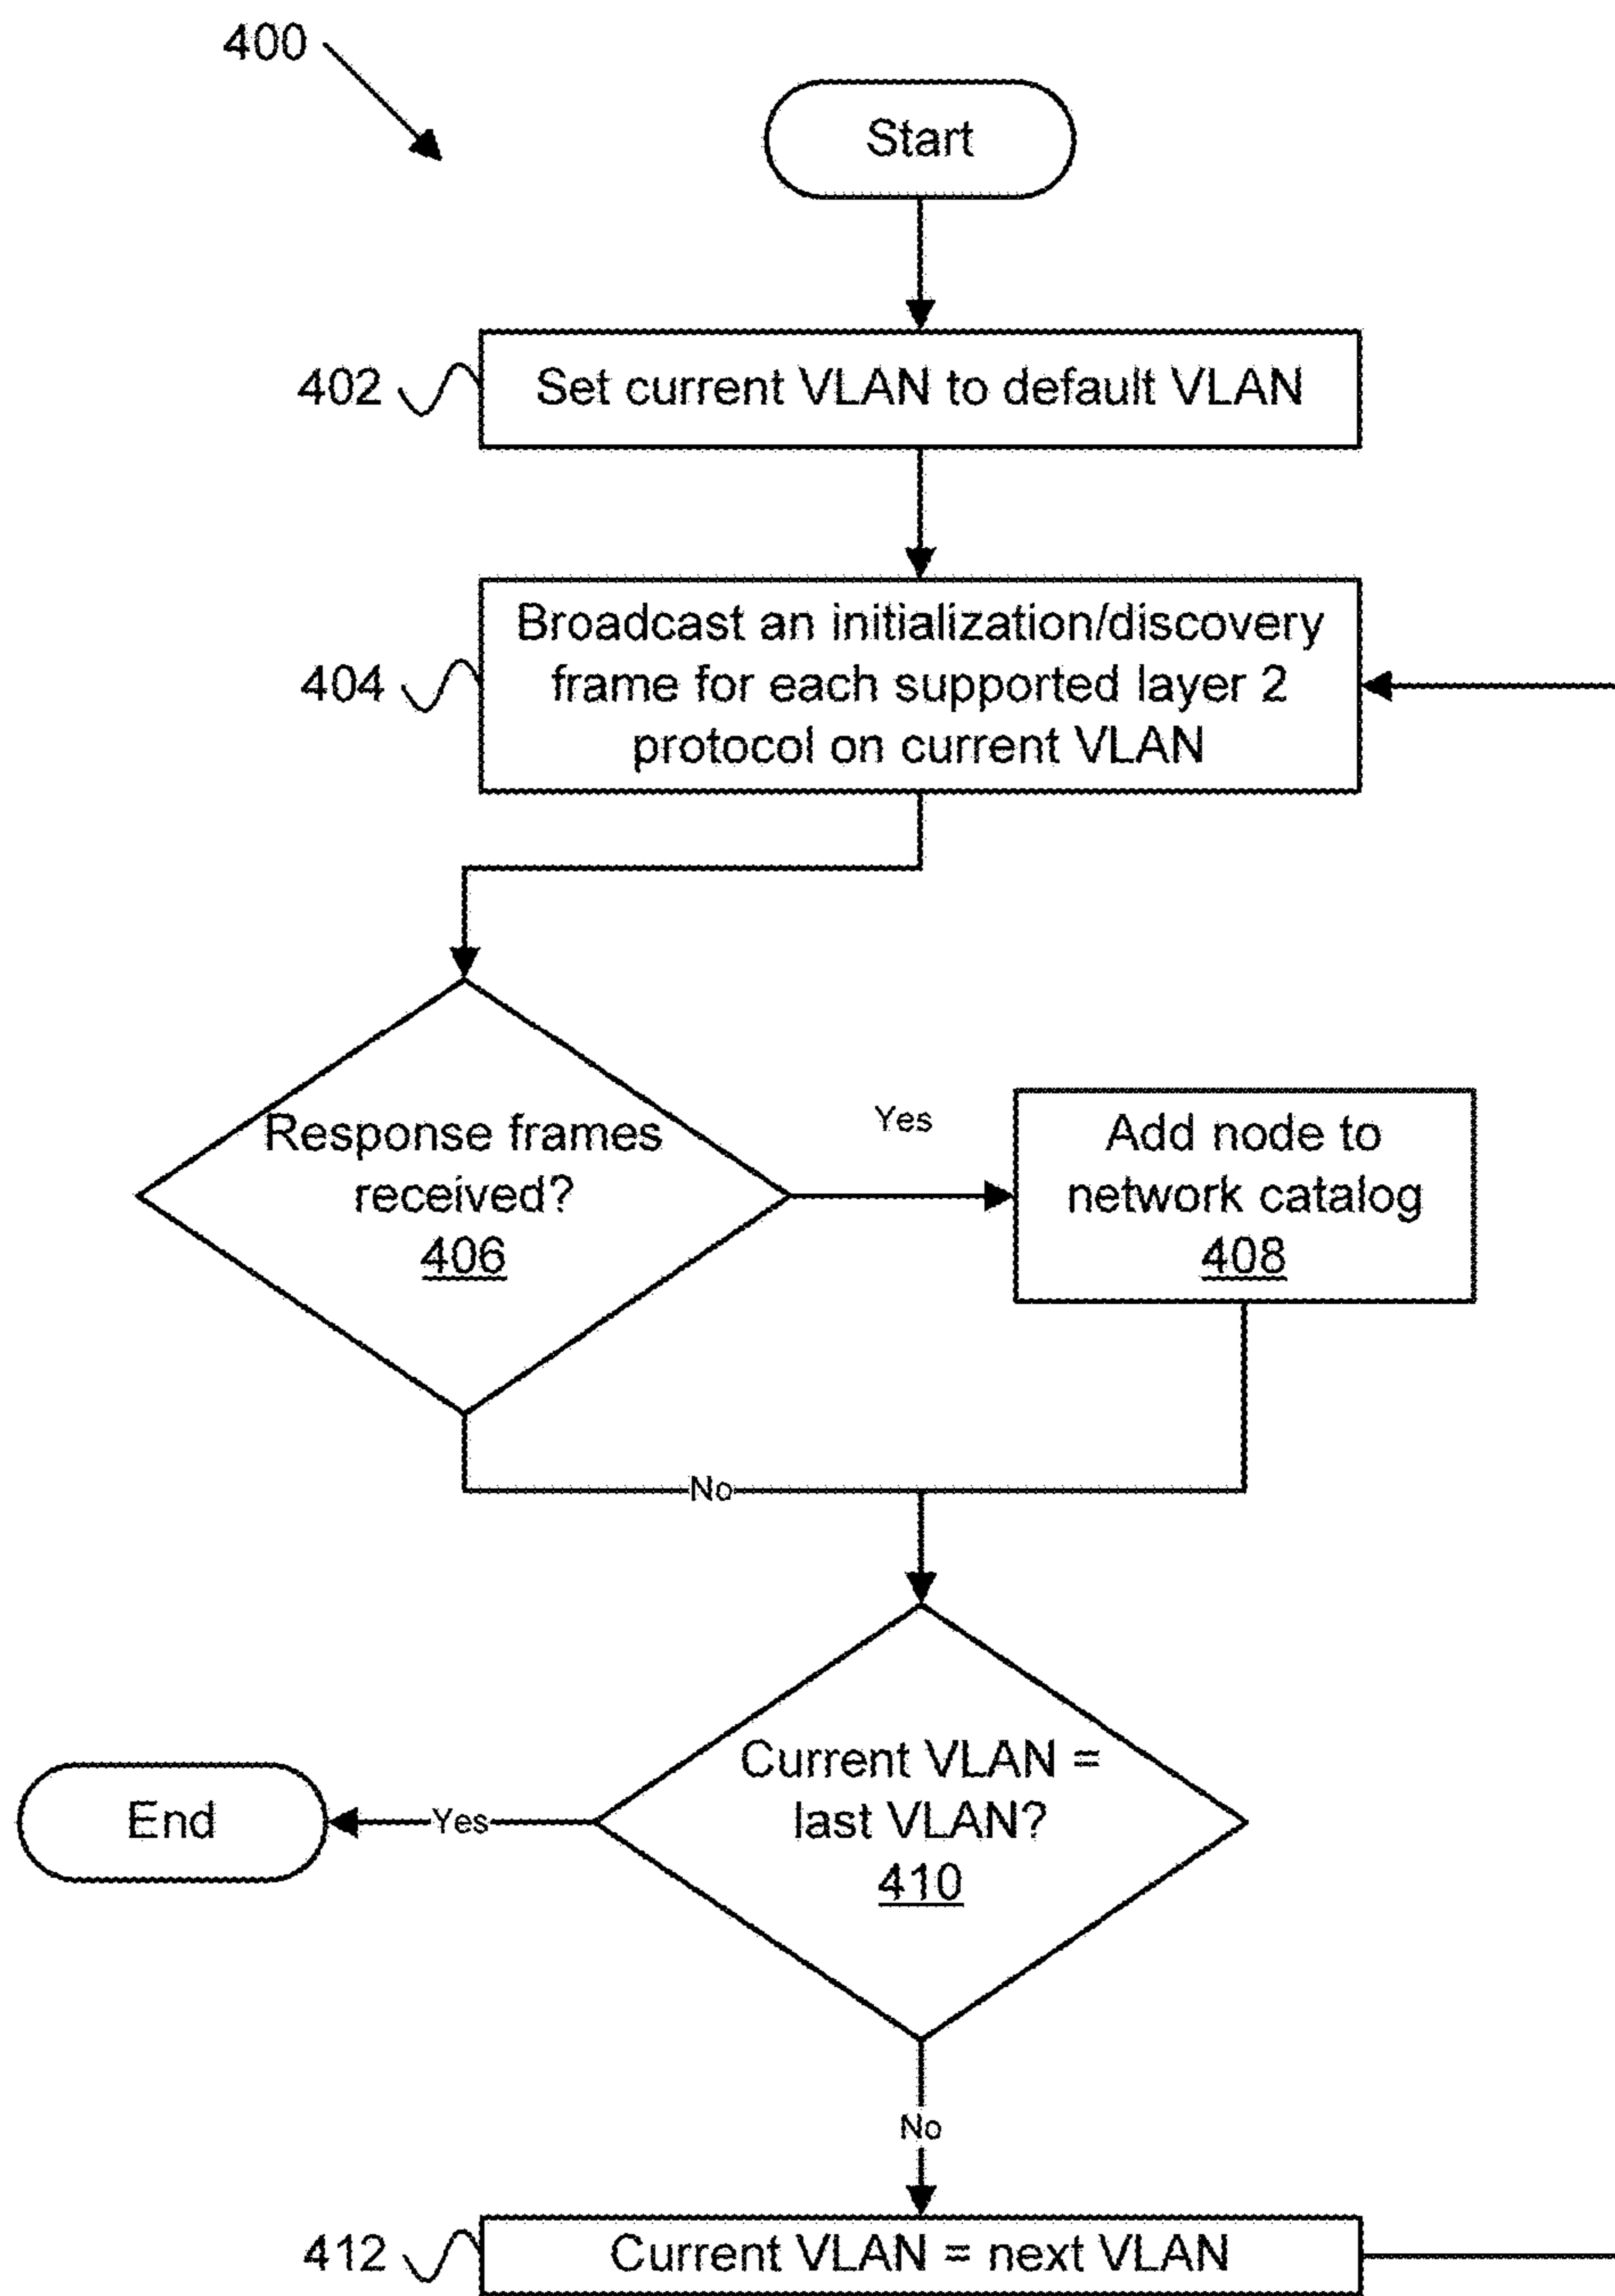 400
Start
402
Set current VLAN to default VLAN
Broadcast an initialization/discovery
404
frame for each supported layer 2
protocol on current VLAN
Response frames
received?
406
Yes
Add node to
network catalog
408
No
Current VLAN =
last VLAN?
410
Yes
End
No
412
Current VLAN = next VLAN